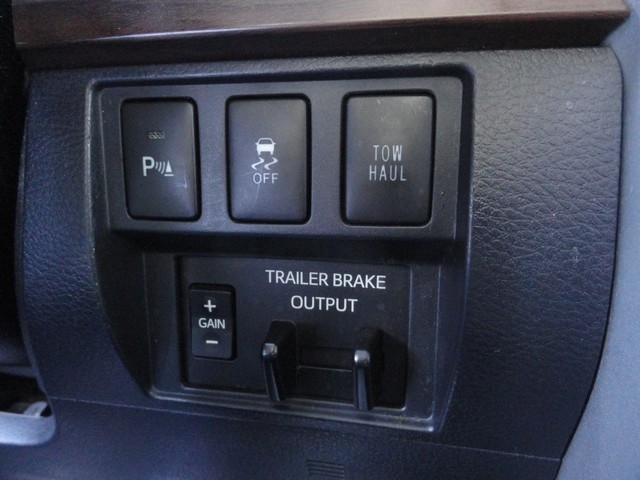 P
OFF
TOW
HAUL
TRAILER BRAKE
OUTPUT
+
GAIN
-